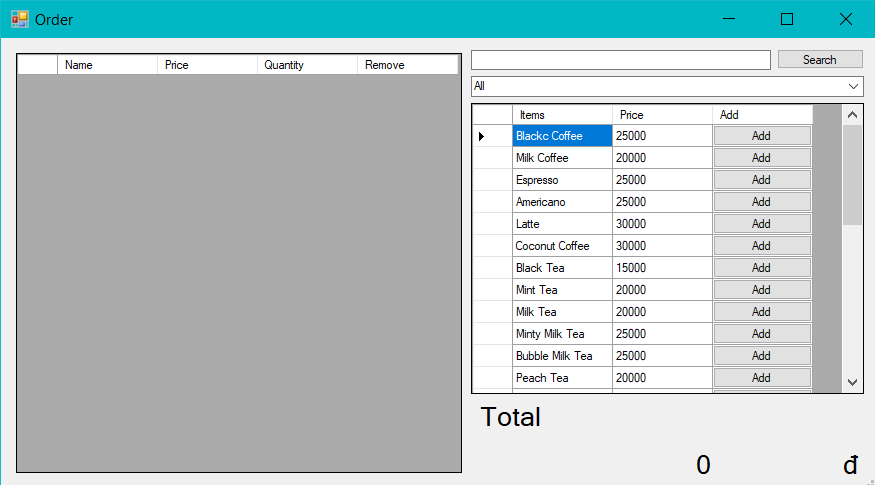 Order
Name Price Quantity Remove
Search
All
Items Price Add
Blackc Coffee 25000 Add
Milk Coffee 20000 Add
Espresso 25000 Add
Americano 25000 Add
Latte 30000 Add
Coconut Coffee 30000 Add
Black Tea 15000 Add
Mint Tea 20000 Add
Milk Tea 20000 Add
Minty Milk Tea 25000 Add
Bubble Milk Tea 25000 Add
Peach Tea 20000 Add
Total
0 đ